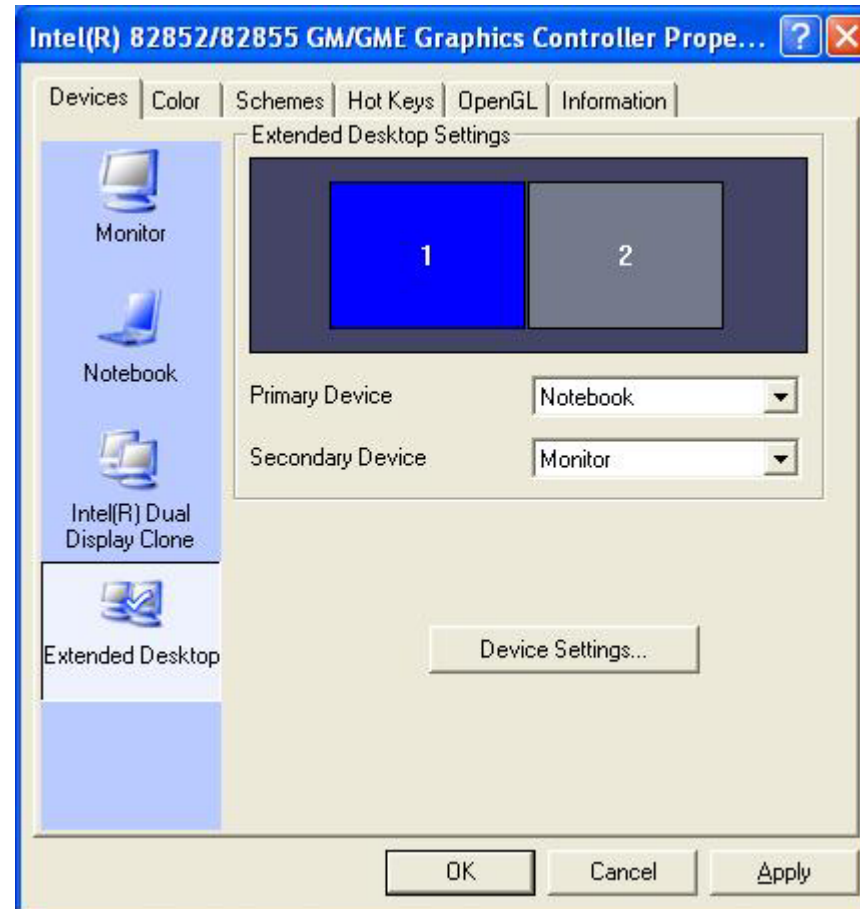 Intel(R) 82852/82855 GM/GME Graphics Controller Prope...
Devices
Color
Schemes
Hot Keys
OpenGL
Information
Monitor
Notebook
Intel(R) Dual
Display Clone
Extended Desktop
Extended Desktop Settings
1
2
Primary Device
Notebook
Secondary Device
Monitor
Device Settings...
OK
Cancel
Apply